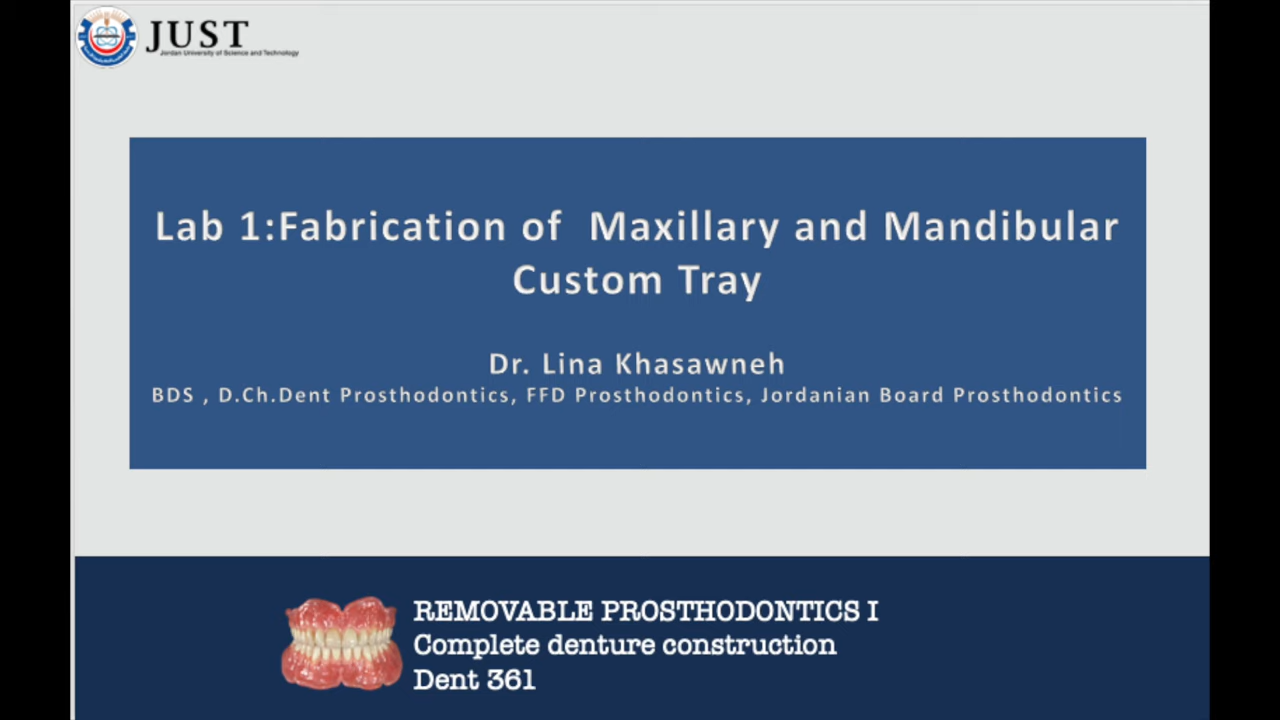 JUST
Jordan University of Science and Technology
Lab 1:Fabrication of  Maxillary and Mandibular
Custom Tray
Dr. Lina Khasawneh
BDS , D.Ch.Dent Prosthodontics, FFD Prosthodontics, Jordanian Board Prosthodontics
REMOVABLE PROSTHODONTICS I
Complete denture construction
Dent 361